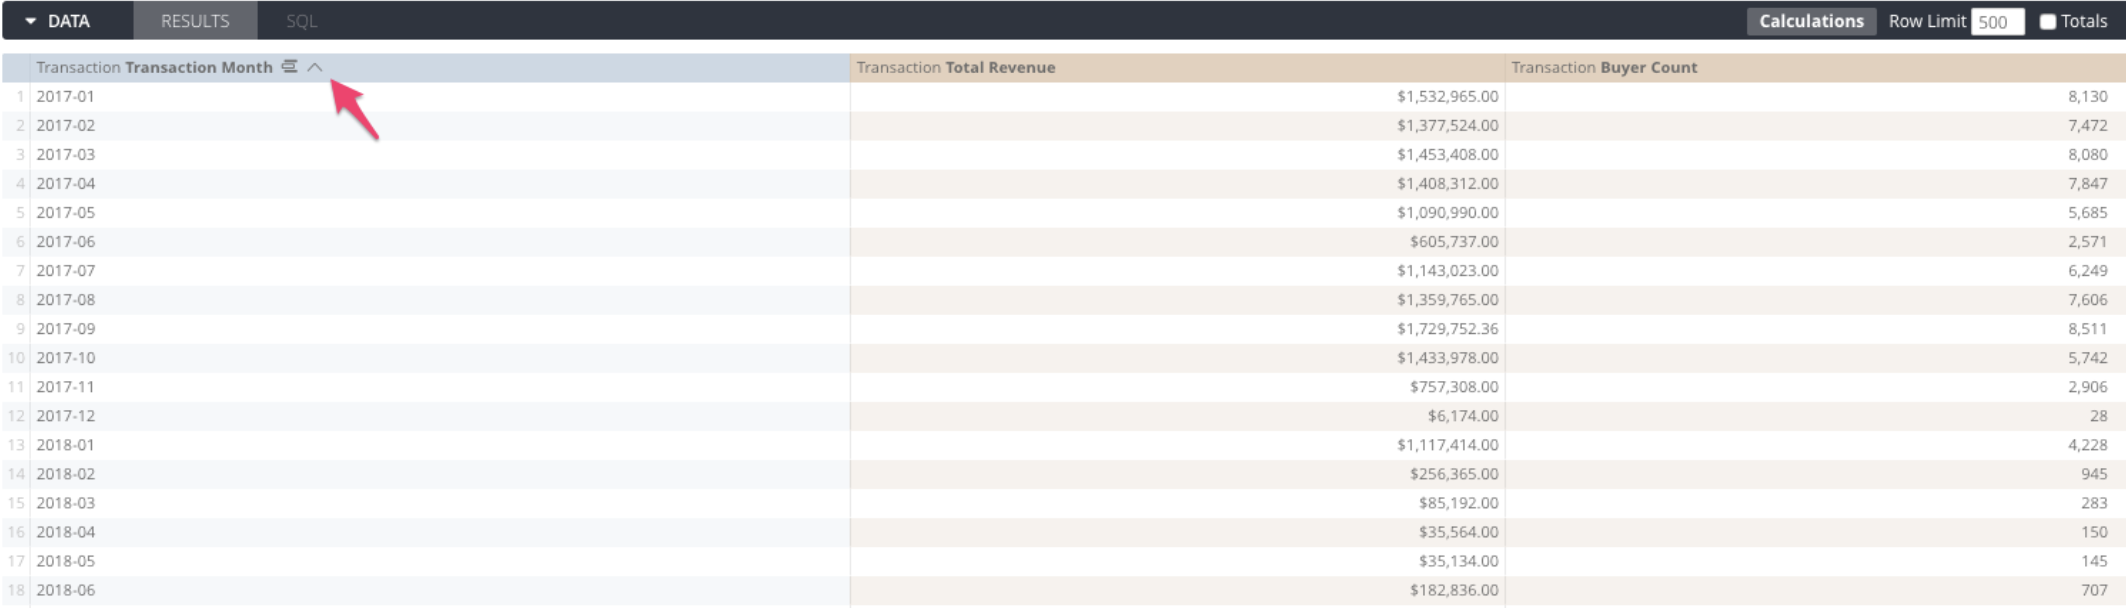 DATA RESULTS SQL Calculations Row Limit 500 Totals
Transaction Transaction Month Transaction Total Revenue Transaction Buyer Count
1 2017-01 $1,532,965.00 8,130
2 2017-02 $1,377,524.00 7,472
3 2017-03 $1,453,408.00 8,080
4 2017-04 $1,408,312.00 7,847
5 2017-05 $1,090,990.00 5,685
6 2017-06 $605,737.00 2,571
7 2017-07 $1,143,023.00 6,249
8 2017-08 $1,359,765.00 7,606
9 2017-09 $1,729,752.36 8,511
10 2017-10 $1,433,978.00 5,742
11 2017-11 $757,308.00 2,906
12 2017-12 $6,174.00 28
13 2018-01 $1,117,414.00 4,228
14 2018-02 $256,365.00 945
15 2018-03 $85,192.00 283
16 2018-04 $35,564.00 150
17 2018-05 $35,134.00 145
18 2018-06 $182,836.00 707